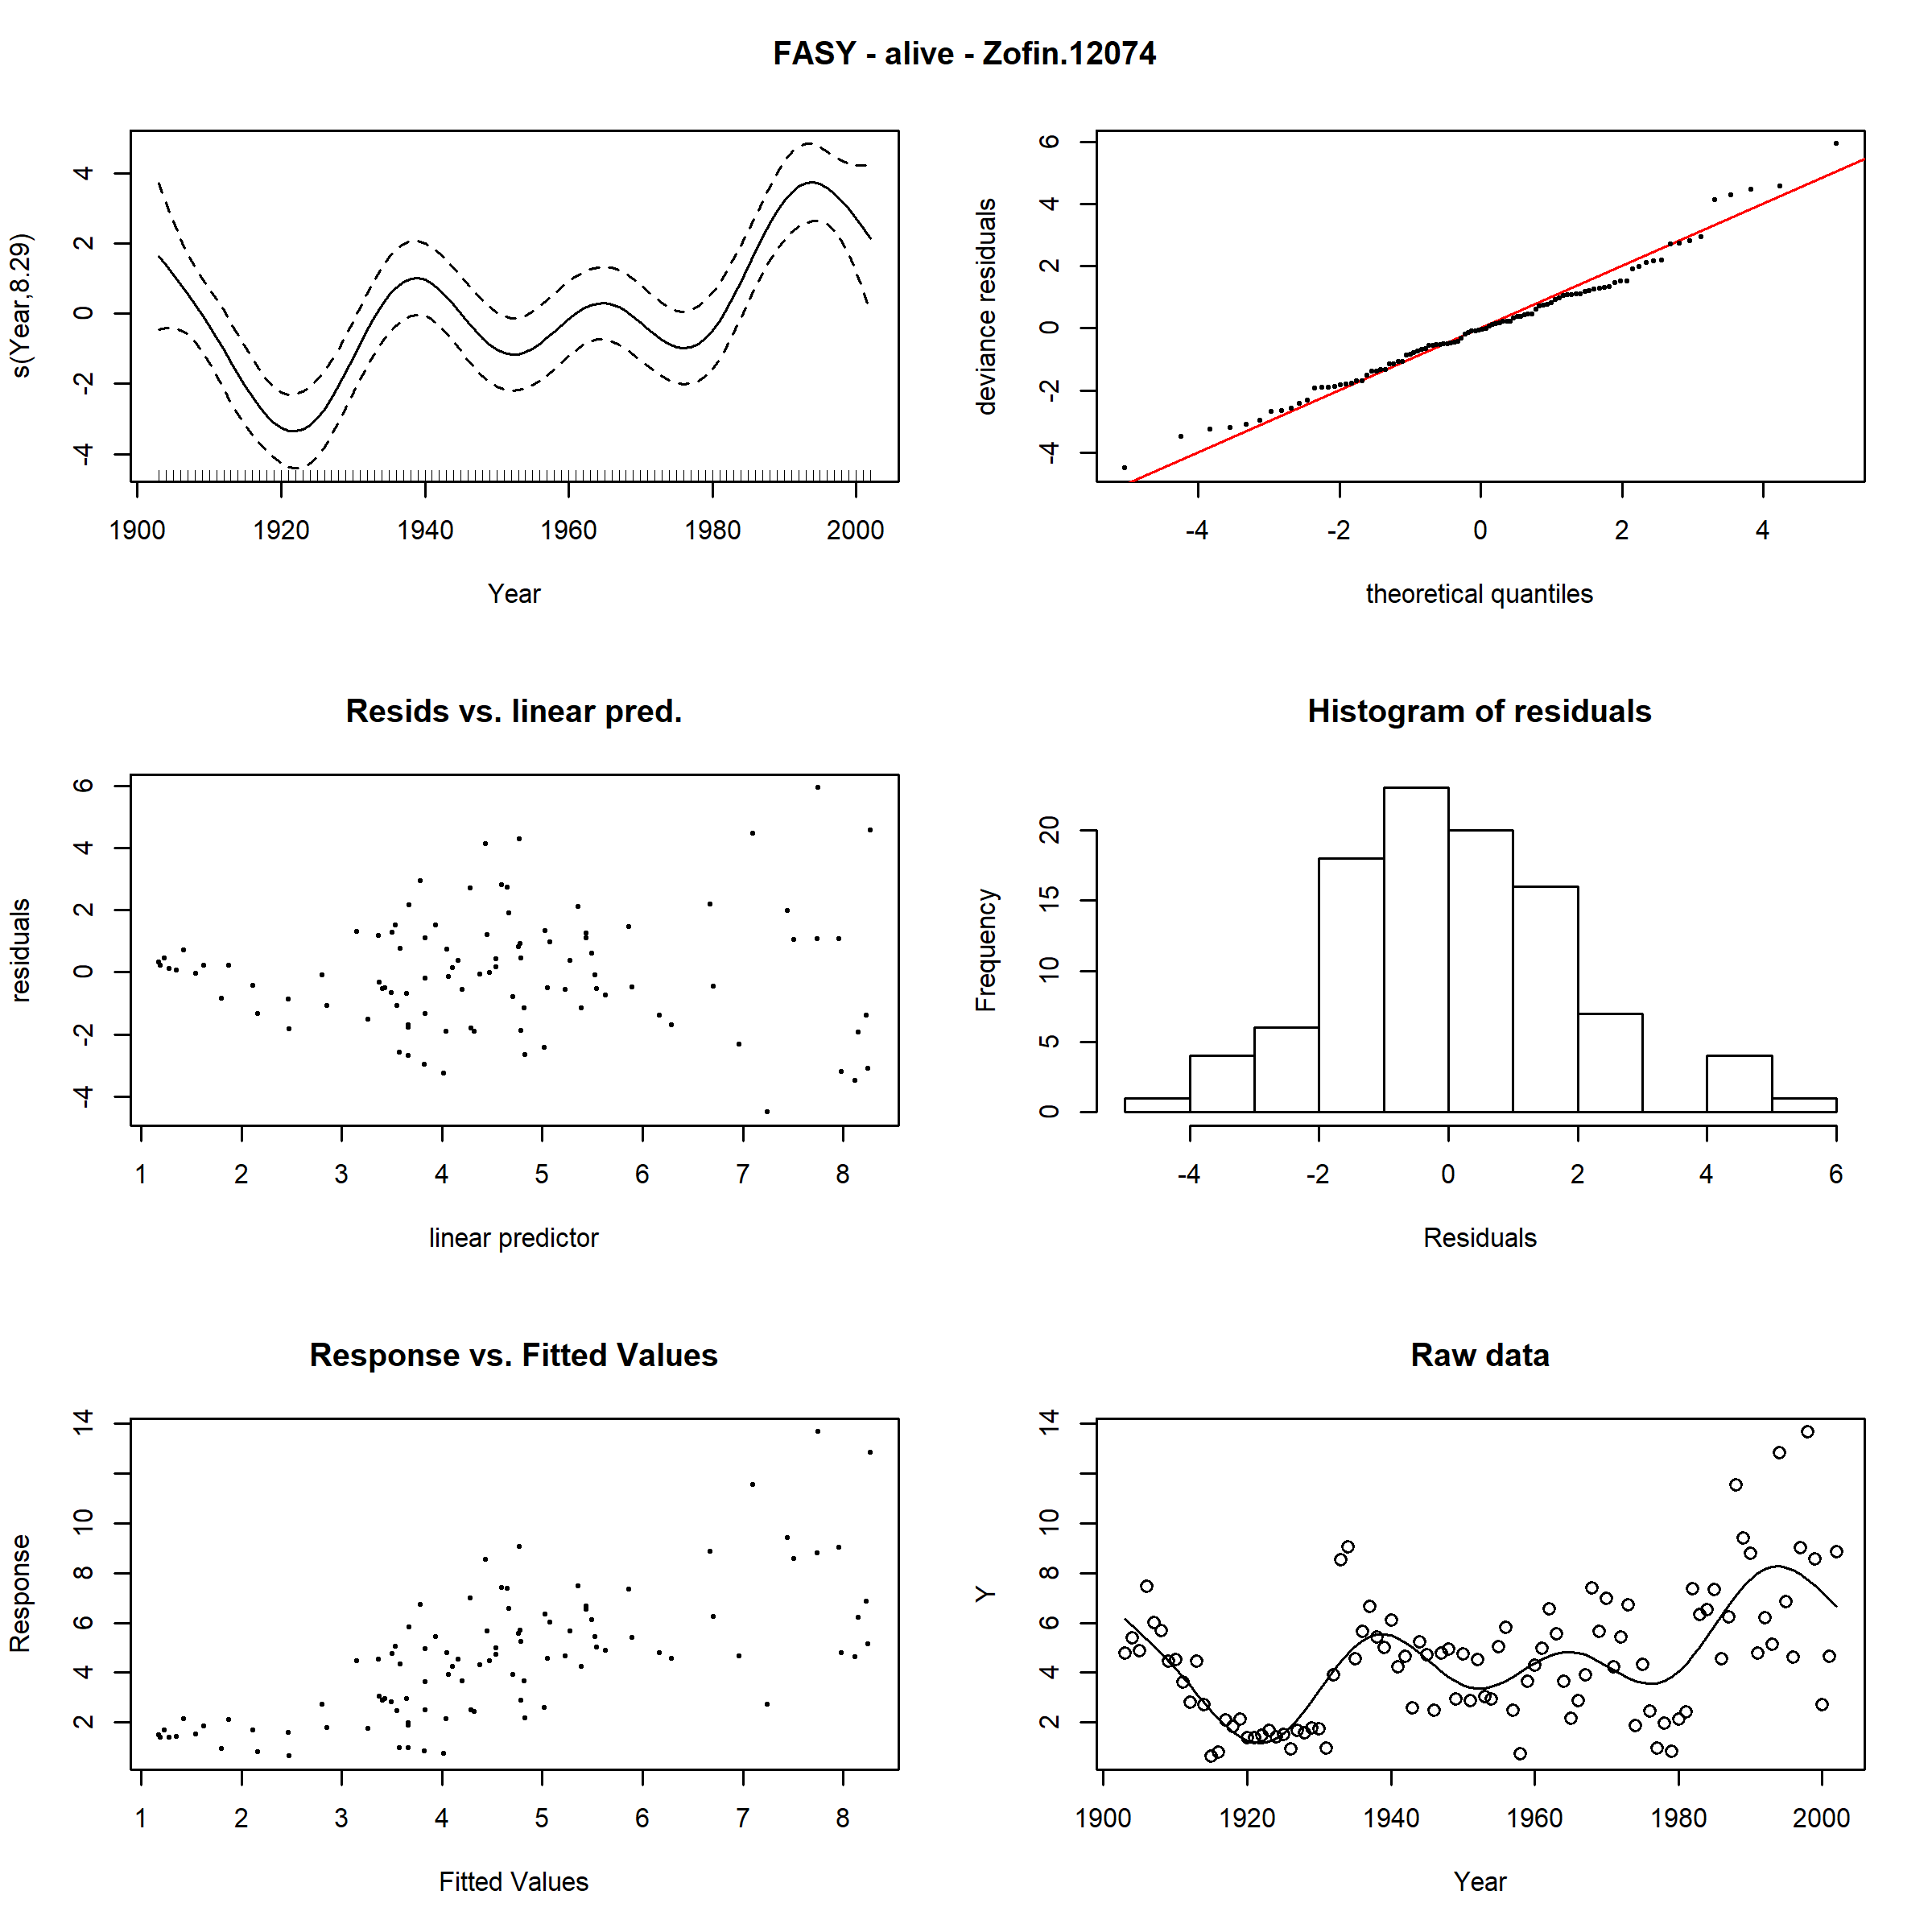 FASY - alive - Zofin.12074
s(Year,8.29)
-4 -2 0 2 4
1900 1920 1940 1960 1980 2000
Year
deviance residuals
-4 -2 0 2 4 6
-4 -2 0 2 4
theoretical quantiles
Resids vs. linear pred.
residuals
-4 -2 0 2 4 6
1 2 3 4 5 6 7 8
linear predictor
Histogram of residuals
Frequency
0 5 10 15 20
-4 -2 0 2 4 6
Residuals
Response vs. Fitted Values
Response
2 4 6 8 10 14
1 2 3 4 5 6 7 8
Fitted Values
Raw data
Y
2 4 6 8 10 14
1900 1920 1940 1960 1980 2000
Year